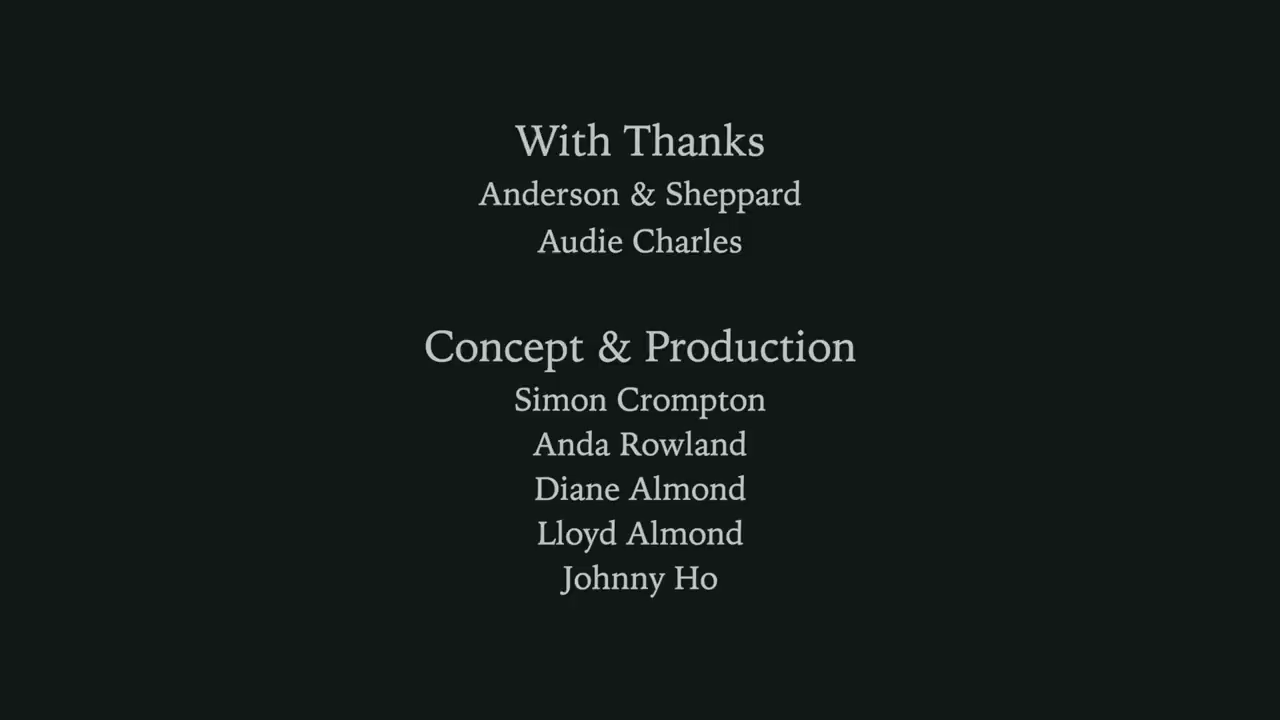 With Thanks
Anderson & Sheppard
Audie Charles
Concept & Production
Simon Crompton
Anda Rowland
Diane Almond
Lloyd Almond
Johnny Ho